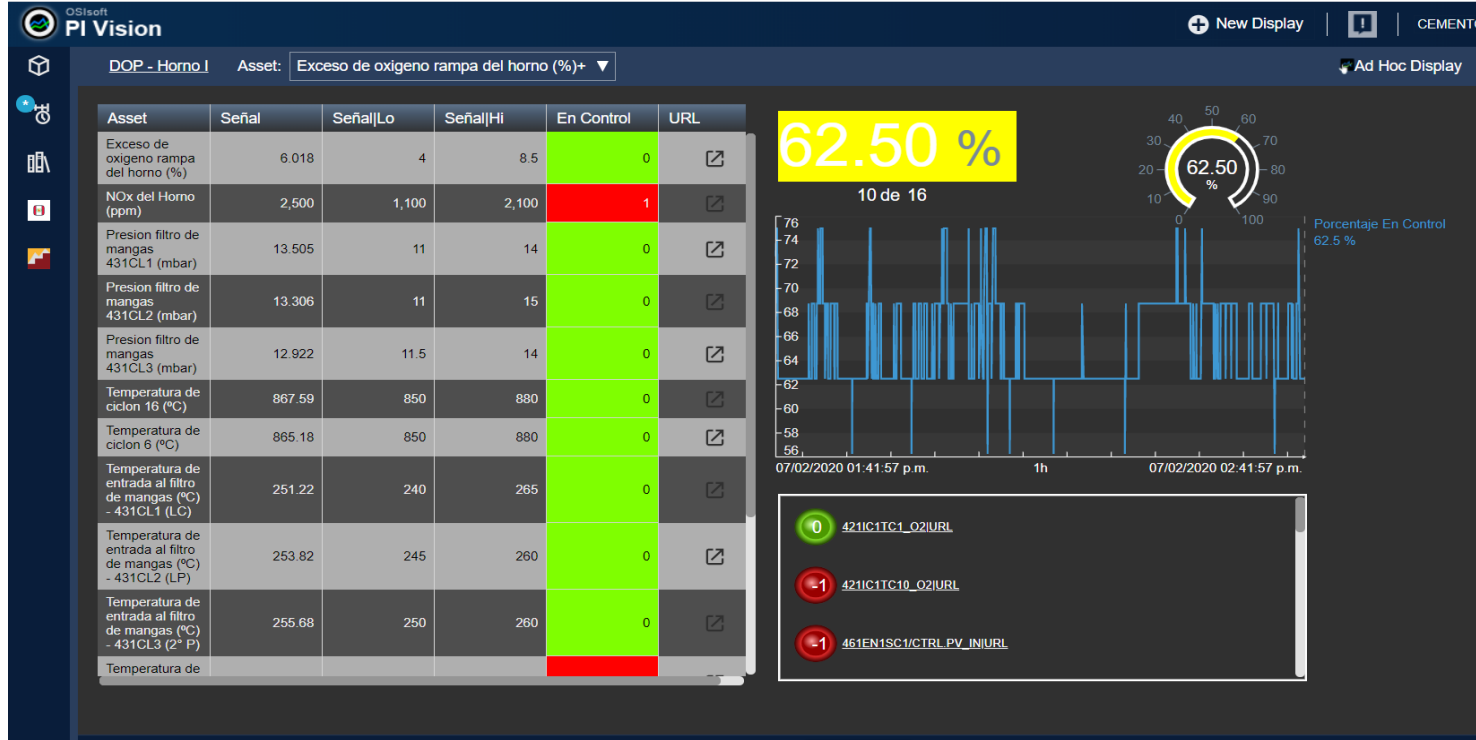 OSIsoft
PI Vision
New Display
CEMENTO
DOP - Horno I
Asset:
Exceso de oxigeno rampa del horno (%)+ ▼
Ad Hoc Display
Asset Señal Señal|Lo Señal|Hi En Control URL
Exceso de
oxigeno rampa
del horno (%)
6.018 4 8.5 0
NOx del Horno
(ppm)
2,500 1,100 2,100 1
Presion filtro de
mangas
431CL1 (mbar)
13.505 11 14 0
Presion filtro de
mangas
431CL2 (mbar)
13.306 11 15 0
Presion filtro de
mangas
431CL3 (mbar)
12.922 11.5 14 0
Temperatura de
ciclon 16 (ºC)
867.59 850 880 0
Temperatura de
ciclon 6 (ºC)
865.18 850 880 0
Temperatura de
entrada al filtro
de mangas (ºC)
- 431CL1 (LC)
251.22 240 265 0
Temperatura de
entrada al filtro
de mangas (ºC)
- 431CL2 (LP)
253.82 245 260 0
Temperatura de
entrada al filtro
de mangas (ºC)
- 431CL3 (2° P)
255.68 250 260 0
Temperatura de
62.50 %
10 de 16
0
10
20
30
40
50
60
70
80
90
100
62.50
%
76
74
72
70
68
66
64
62
60
58
56
07/02/2020 01:41:57 p.m. 1h 07/02/2020 02:41:57 p.m.
Porcentaje En Control
62.5 %
0 421IC1TC1_O2|URL
-1 421IC1TC10_O2|URL
-1 461EN1SC1/CTRL.PV_IN|URL